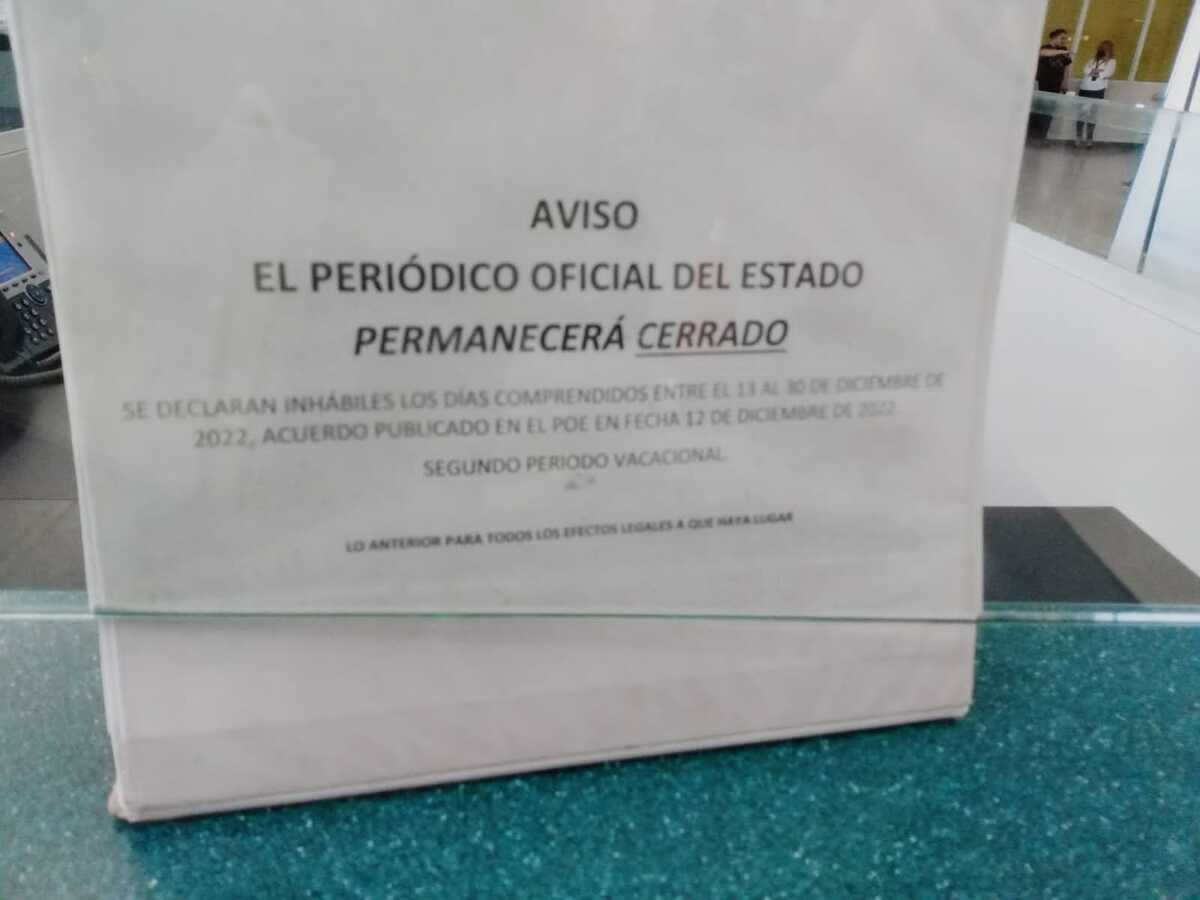 AVISO
EL PERIÓDICO OFICIAL DEL ESTADO
PERMANECERÁ CERRADO
SE DECLARAN INHÁBILES LOS DÍAS COMPRENDIDOS ENTRE EL 13 AL 30 DE DICIEMBRE DE
2022, ACUERDO PUBLICADO EN EL POE EN FECHA 12 DE DICIEMBRE DE 2022
SEGUNDO PERIODO VACACIONAL
LO ANTERIOR PARA TODOS LOS EFECTOS LEGALES A QUE HAYA LUGAR